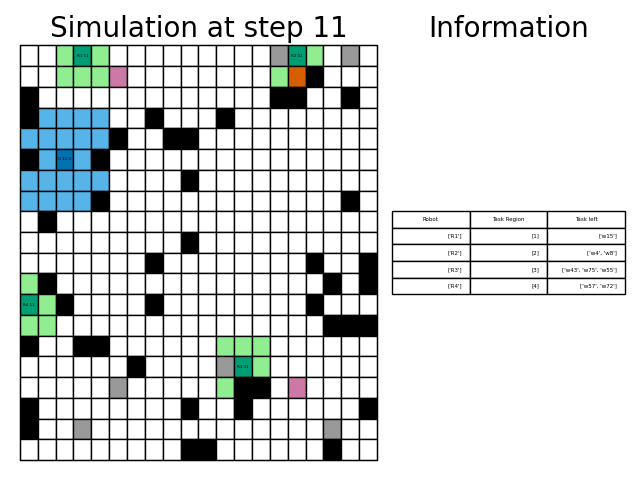 Simulation at step 11
Information
Robot Task Region Task left
['R1'] [1] ['w15']
['R2'] [2] ['w4', 'w8']
['R3'] [3] ['w43', 'w75', 'w55']
['R4'] [4] ['w57', 'w72']